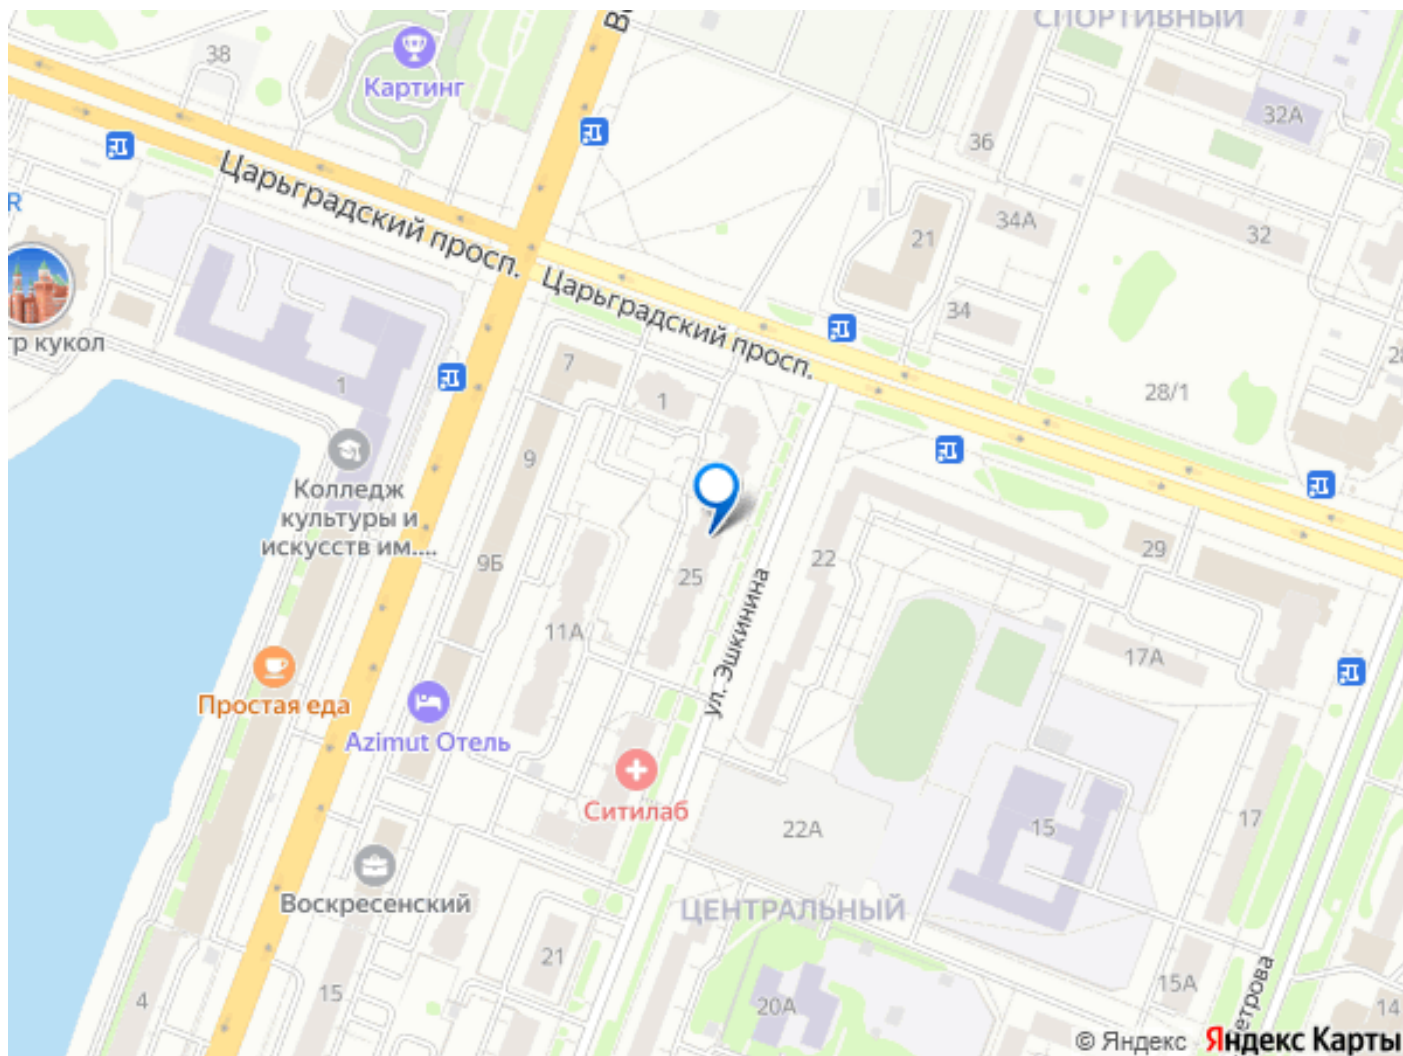 СПОРТИВНЫЙ
38
Картинг
32А
36
Царьградский просп.
R
34А
21
32
Царьградский просп.
34
тр кукол
7
1
1
28/1
9
Колледж
культуры и
искусств им....
22
29
9Б
25
11А
ул. Эшкинина
17А
Простая еда
Azimut Отель
Ситилаб
22А
15
17
Воскресенский
ЦЕНТРАЛЬНЫЙ
21
15А
4
15
20А
етрова
14
© Яндекс Яндекс Карты